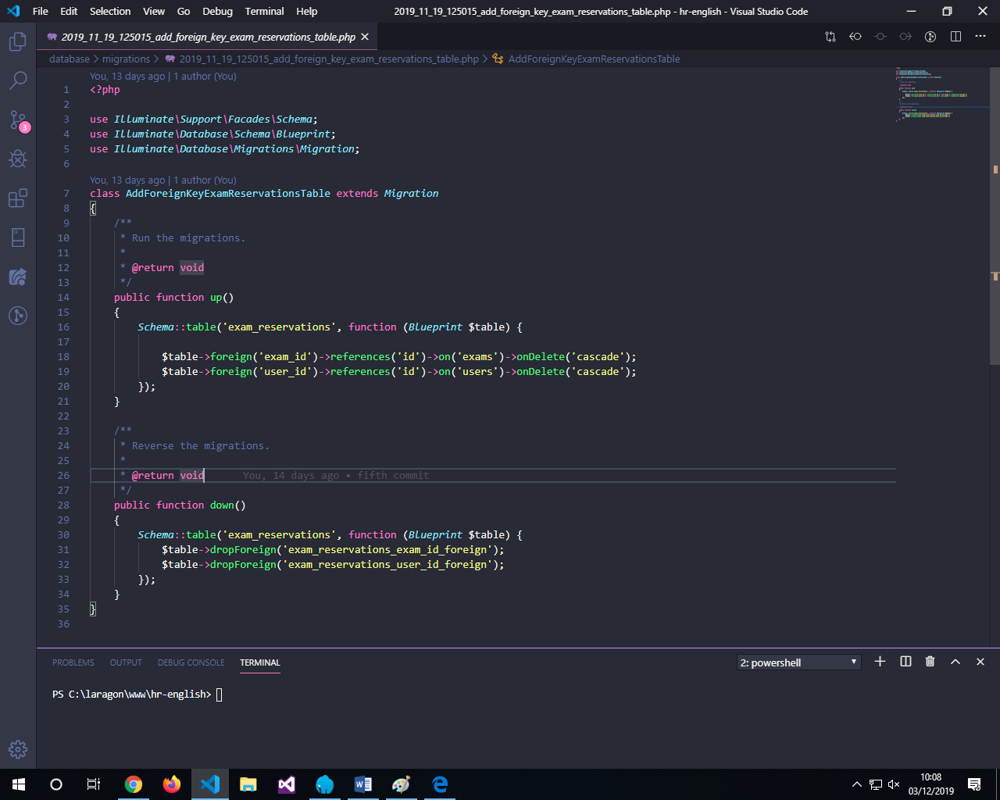 File Edit Selection View Go Debug Terminal Help 2019_11_19_125015_add_foreign_key_exam_reservations_table.php - hr-english - Visual Studio Code
2019_11_19_125015_add_foreign_key_exam_reservations_table.php
database > migrations > 2019_11_19_125015_add_foreign_key_exam_reservations_table.php > AddForeignKeyExamReservationsTable
3
You, 13 days ago | 1 author (You)
1 <?php
2
3 use Illuminate\Support\Facades\Schema;
4 use Illuminate\Database\Schema\Blueprint;
5 use Illuminate\Database\Migrations\Migration;
6
You, 13 days ago | 1 author (You)
7 class AddForeignKeyExamReservationsTable extends Migration
8 {
9 /**
10 * Run the migrations.
11 *
12 * @return void
13 */
14 public function up()
15 {
16 Schema::table('exam_reservations', function (Blueprint $table) {
17
18 $table->foreign('exam_id')->references('id')->on('exams')->onDelete('cascade');
19 $table->foreign('user_id')->references('id')->on('users')->onDelete('cascade');
20 });
21 }
22
23 /**
24 * Reverse the migrations.
25 *
26 * @return void You, 14 days ago • fifth commit
27 */
28 public function down()
29 {
30 Schema::table('exam_reservations', function (Blueprint $table) {
31 $table->dropForeign('exam_reservations_exam_id_foreign');
32 $table->dropForeign('exam_reservations_user_id_foreign');
33 });
34 }
35 }
36
PROBLEMS OUTPUT DEBUG CONSOLE TERMINAL 2: powershell
PS C:\laragon\www\hr-english>
10:08
03/12/2019